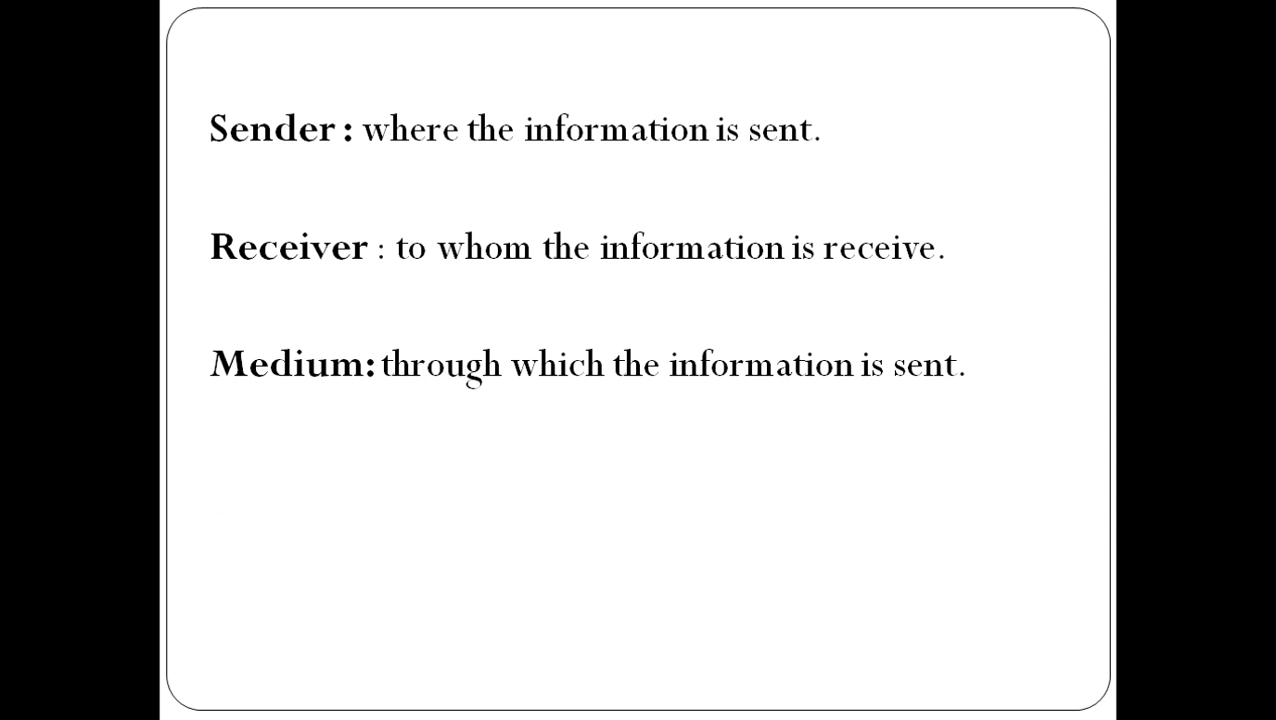 Sender : where the information is sent.
Receiver : to whom the information is receive.
Medium: through which the information is sent.